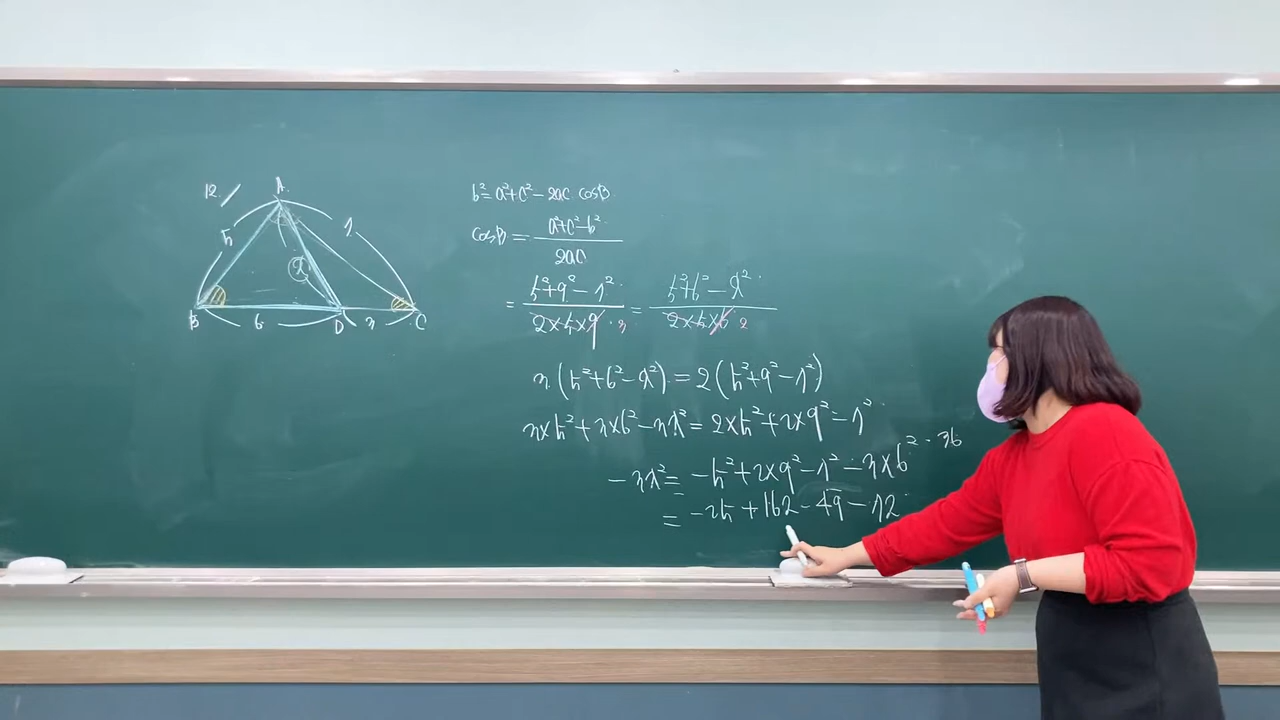 12.
A
5
7
x
B 6 D 3 C
b²=a²+c²-2ac cosB
cosB = a²+c²-b² / 2ac
= 5²+9²-7² / 2×5×9 3 = 5²+6²-x² / 2×5×6 2
3(5²+6²-x²)=2(5²+9²-7²)
3×5²+3×6²-3x²=2×5²+2×9²-7²
-3x²=-5²+2×9²-7²-3×6² 36
=-25+162-49-72